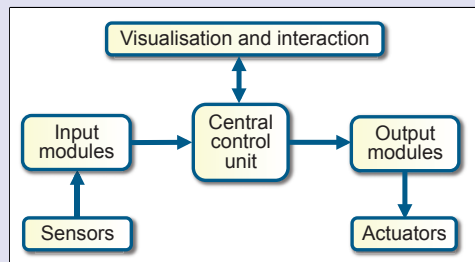 Visualisation and interaction
Input
modules
Central
control
unit
Output
modules
Sensors
Actuators